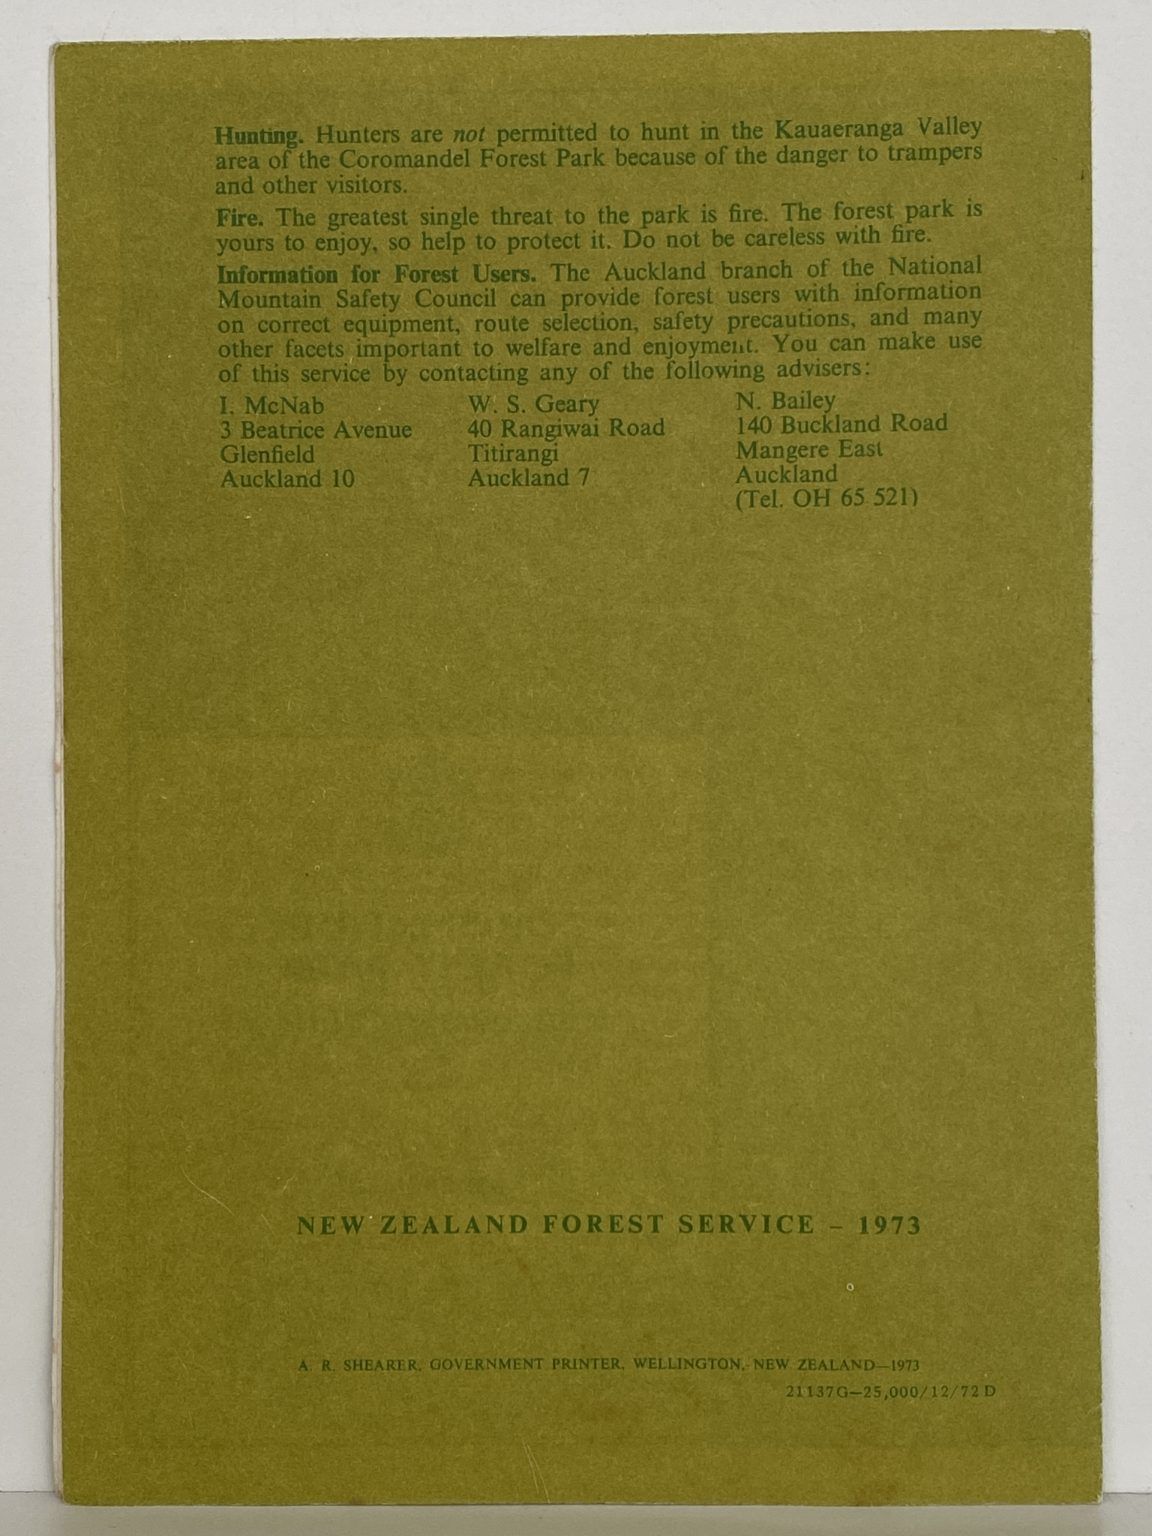 Hunting. Hunters are not permitted to hunt in the Kauaeranga Valley
area of the Coromandel Forest Park because of the danger to trampers
and other visitors.
Fire. The greatest single threat to the park is fire. The forest park is
yours to enjoy, so help to protect it. Do not be careless with fire.
Information for Forest Users. The Auckland branch of the National
Mountain Safety Council can provide forest users with information
on correct equipment, route selection, safety precautions, and many
other facets important to welfare and enjoyment. You can make use
of this service by contacting any of the following advisers:
I. McNab
3 Beatrice Avenue
Glenfield
Auckland 10
W. S. Geary
40 Rangiwai Road
Titirangi
Auckland 7
N. Bailey
140 Buckland Road
Mangere East
Auckland
(Tel. OH 65 521)
NEW ZEALAND FOREST SERVICE – 1973
A. R. SHEARER, GOVERNMENT PRINTER, WELLINGTON, NEW ZEALAND—1973
21137G—25,000/12/72 D